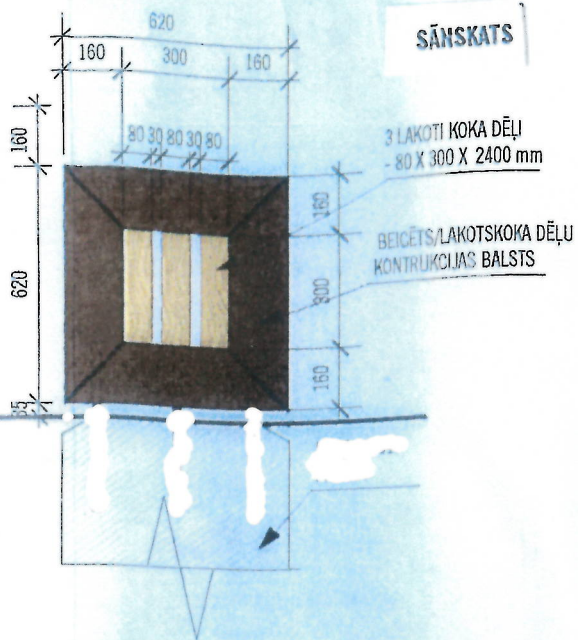 620
SĀNSKATS
160 300 160
160
80 30 80 30 80
3 LAKOTI KOKA DĒĻI
- 80 X 300 X 2400 mm
160
BEICĒTS/LAKOTSKOKA DĒĻU
KONTRUKCIJAS BALSTS
620
300
160